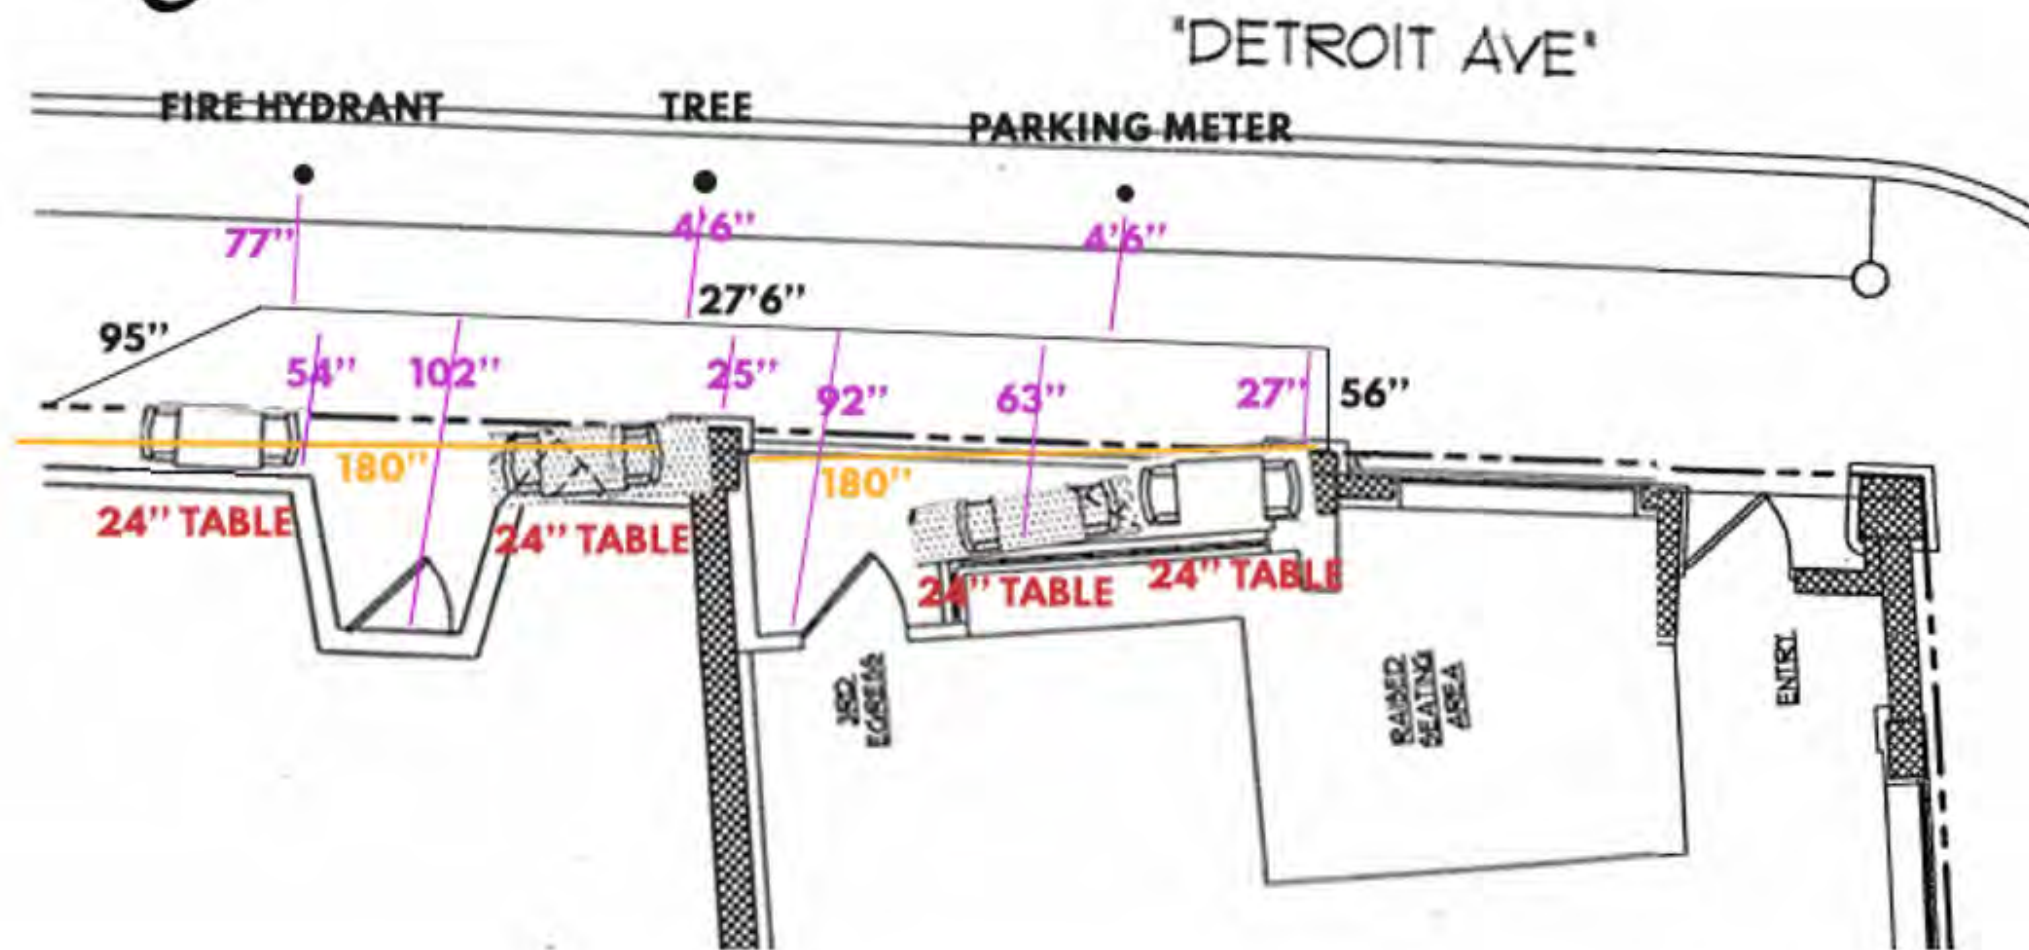 "DETROIT AVE"
FIRE HYDRANT
TREE
PARKING METER
77"
4'6"
4'6"
27'6"
95"
54"
102"
25"
92"
63"
27"
56"
180"
180"
24" TABLE
24" TABLE
24" TABLE
24" TABLE
EGRESS
RAISED
SEATING
AREA
ENTRY